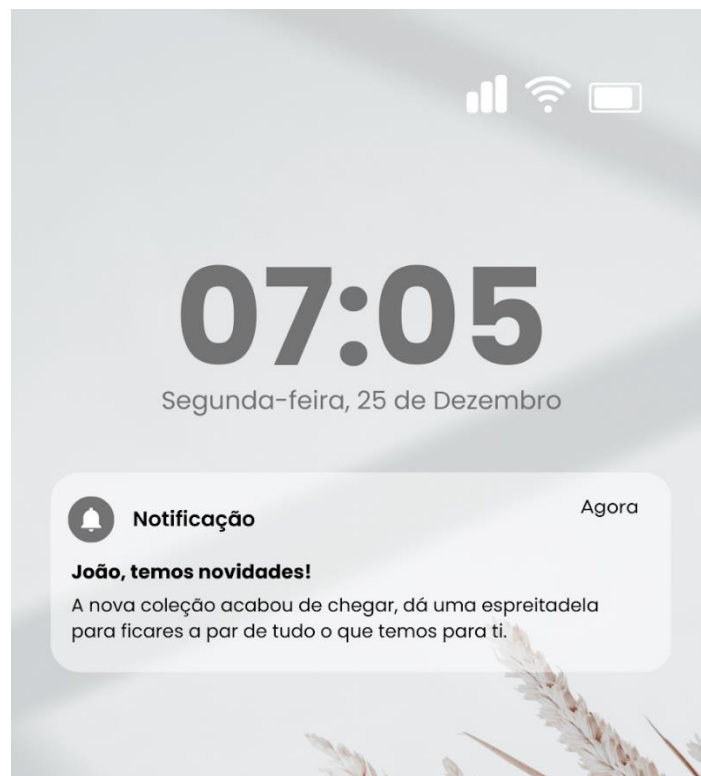 07:05
Segunda-feira, 25 de Dezembro
Notificação
Agora
João, temos novidades!
A nova coleção acabou de chegar, dá uma espreitadela
para ficares a par de tudo o que temos para ti.